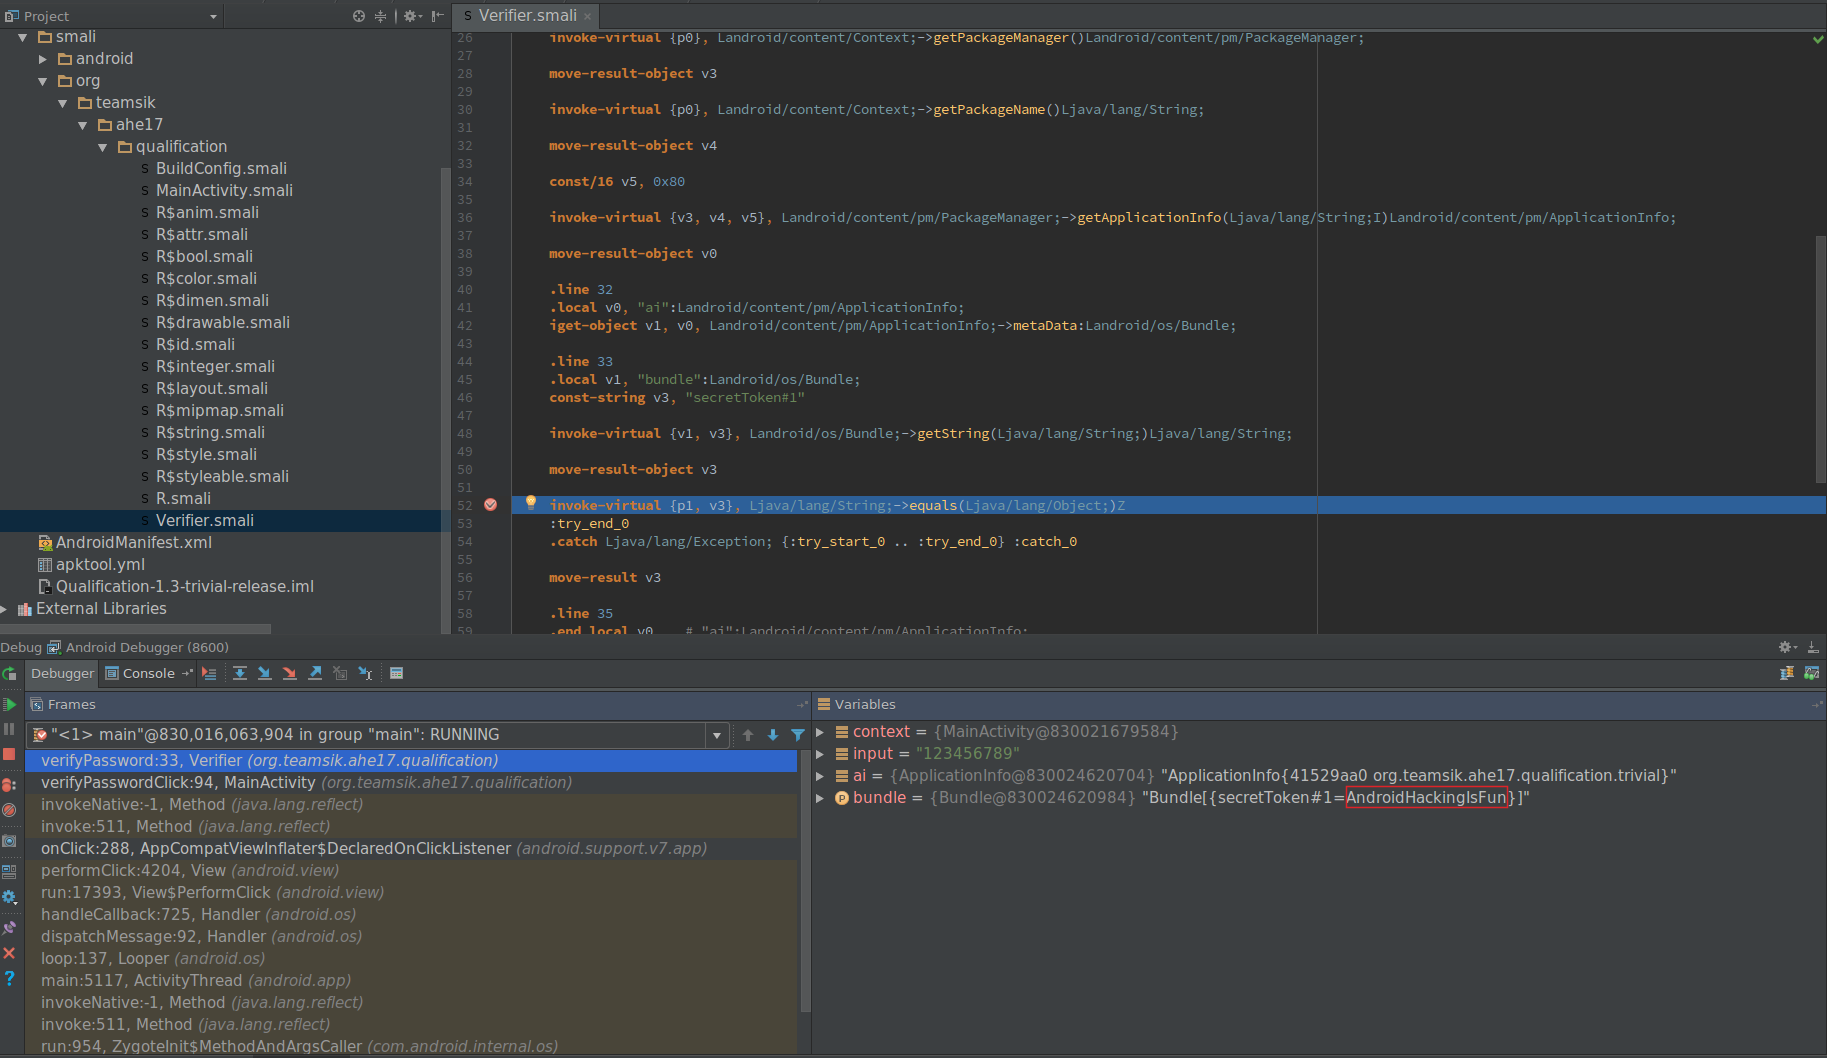 Project
Verifier.smali
smali
android
org
teamsik
ahe17
qualification
BuildConfig.smali
MainActivity.smali
R$anim.smali
R$attr.smali
R$bool.smali
R$color.smali
R$dimen.smali
R$drawable.smali
R$id.smali
R$integer.smali
R$layout.smali
R$mipmap.smali
R$string.smali
R$style.smali
R$styleable.smali
R.smali
Verifier.smali
AndroidManifest.xml
apktool.yml
Qualification-1.3-trivial-release.iml
External Libraries
26 invoke-virtual {p0}, Landroid/content/Context;->getPackageManager()Landroid/content/pm/PackageManager;
27
28 move-result-object v3
29
30 invoke-virtual {p0}, Landroid/content/Context;->getPackageName()Ljava/lang/String;
31
32 move-result-object v4
33
34 const/16 v5, 0x80
35
36 invoke-virtual {v3, v4, v5}, Landroid/content/pm/PackageManager;->getApplicationInfo(Ljava/lang/String;I)Landroid/content/pm/ApplicationInfo;
37
38 move-result-object v0
39
40 .line 32
41 .local v0, "ai":Landroid/content/pm/ApplicationInfo;
42 iget-object v1, v0, Landroid/content/pm/ApplicationInfo;->metaData:Landroid/os/Bundle;
43
44 .line 33
45 .local v1, "bundle":Landroid/os/Bundle;
46 const-string v3, "secretToken#1"
47
48 invoke-virtual {v1, v3}, Landroid/os/Bundle;->getString(Ljava/lang/String;)Ljava/lang/String;
49
50 move-result-object v3
51
52 invoke-virtual {p1, v3}, Ljava/lang/String;->equals(Ljava/lang/Object;)Z
53 :try_end_0
54 .catch Ljava/lang/Exception; {:try_start_0 .. :try_end_0} :catch_0
55
56 move-result v3
57
58 .line 35
59 .end local v0 # "ai":Landroid/content/pm/ApplicationInfo;
Debug Android Debugger (8600)
Debugger Console
Frames
"<1> main"@830,016,063,904 in group "main": RUNNING
verifyPassword:33, Verifier (org.teamsik.ahe17.qualification)
verifyPasswordClick:94, MainActivity (org.teamsik.ahe17.qualification)
invokeNative:-1, Method (java.lang.reflect)
invoke:511, Method (java.lang.reflect)
onClick:288, AppCompatViewInflater$DeclaredOnClickListener (android.support.v7.app)
performClick:4204, View (android.view)
run:17393, View$PerformClick (android.view)
handleCallback:725, Handler (android.os)
dispatchMessage:92, Handler (android.os)
loop:137, Looper (android.os)
main:5117, ActivityThread (android.app)
invokeNative:-1, Method (java.lang.reflect)
invoke:511, Method (java.lang.reflect)
run:954, ZygoteInit$MethodAndArgsCaller (com.android.internal.os)
Variables
context = {MainActivity@830021679584}
input = "123456789"
ai = {ApplicationInfo@830024620704} "ApplicationInfo{41529aa0 org.teamsik.ahe17.qualification.trivial}"
bundle = {Bundle@830024620984} "Bundle[{secretToken#1=AndroidHackingIsFun}]"